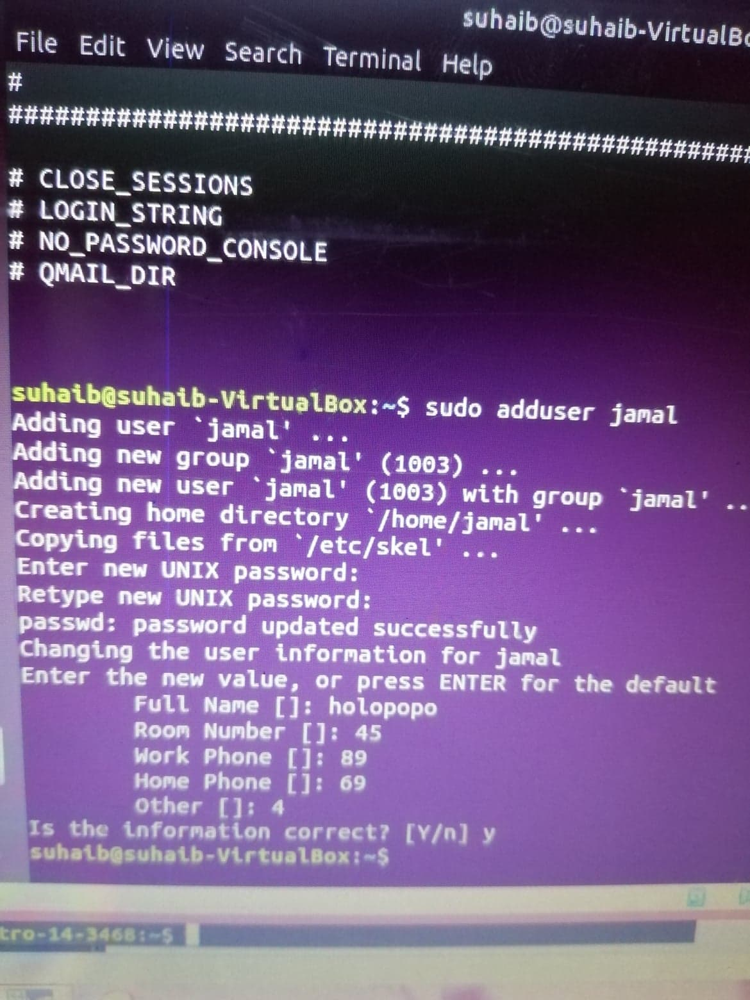 suhaib@suhaib-VirtualBo
File Edit View Search Terminal Help
#
################################################
# CLOSE_SESSIONS
# LOGIN_STRING
# NO_PASSWORD_CONSOLE
# QMAIL_DIR
suhaib@suhaib-VirtualBox:~$ sudo adduser jamal
Adding user `jamal' ...
Adding new group `jamal' (1003) ...
Adding new user `jamal' (1003) with group `jamal' ..
Creating home directory `/home/jamal' ...
Copying files from `/etc/skel' ...
Enter new UNIX password:
Retype new UNIX password:
passwd: password updated successfully
Changing the user information for jamal
Enter the new value, or press ENTER for the default
Full Name []: holopopo
Room Number []: 45
Work Phone []: 89
Home Phone []: 69
Other []: 4
Is the information correct? [Y/n] y
suhaib@suhaib-VirtualBox:~$
tro-14-3468:~$